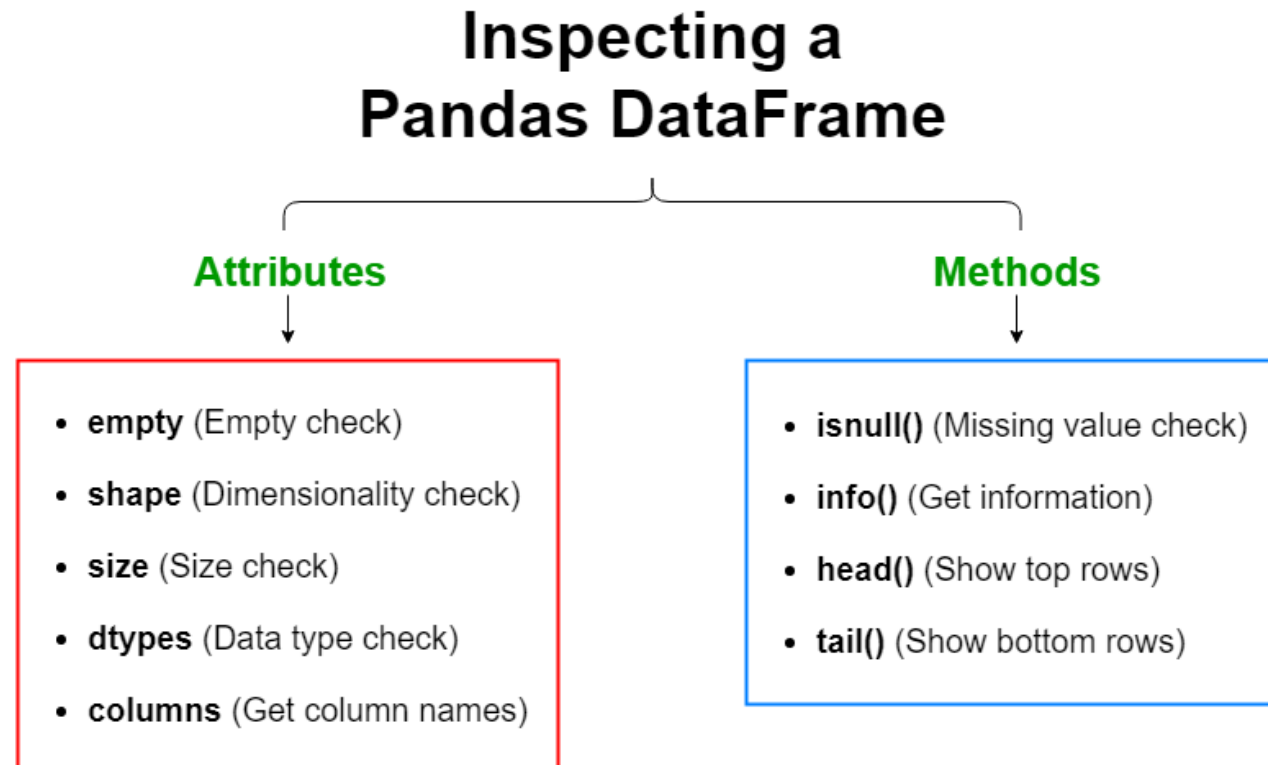 Inspecting a
Pandas DataFrame
Attributes
• empty (Empty check)
• shape (Dimensionality check)
• size (Size check)
• dtypes (Data type check)
• columns (Get column names)
Methods
• isnull() (Missing value check)
• info() (Get information)
• head() (Show top rows)
• tail() (Show bottom rows)